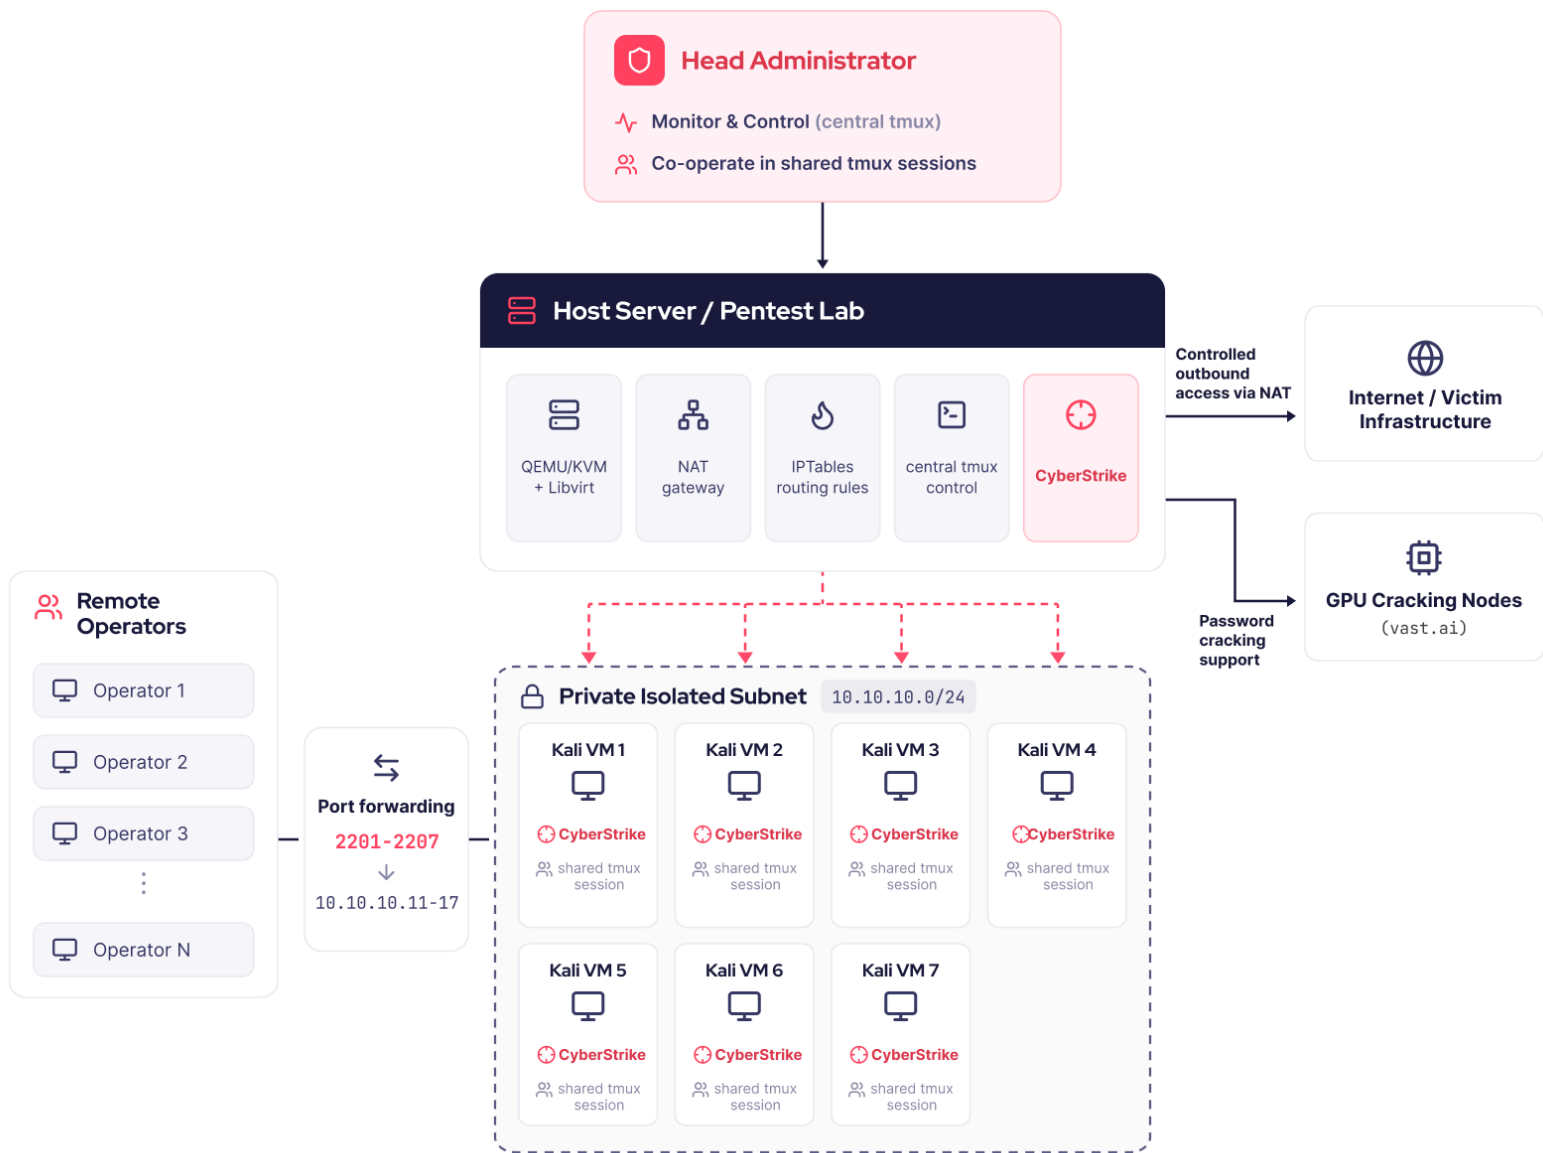 Head Administrator
Monitor & Control (central tmux)
Co-operate in shared tmux sessions
Host Server / Pentest Lab
QEMU/KVM
+ Libvirt
NAT
gateway
IPTables
routing rules
central tmux
control
CyberStrike
Controlled
outbound
access via NAT
Internet / Victim
Infrastructure
GPU Cracking Nodes
(vast.ai)
Password
cracking
support
Remote
Operators
Operator 1
Operator 2
Operator 3
Operator N
Port forwarding
2201-2207
10.10.10.11-17
Private Isolated Subnet
10.10.10.0/24
Kali VM 1
CyberStrike
shared tmux
session
Kali VM 2
CyberStrike
shared tmux
session
Kali VM 3
CyberStrike
shared tmux
session
Kali VM 4
CyberStrike
shared tmux
session
Kali VM 5
CyberStrike
shared tmux
session
Kali VM 6
CyberStrike
shared tmux
session
Kali VM 7
CyberStrike
shared tmux
session